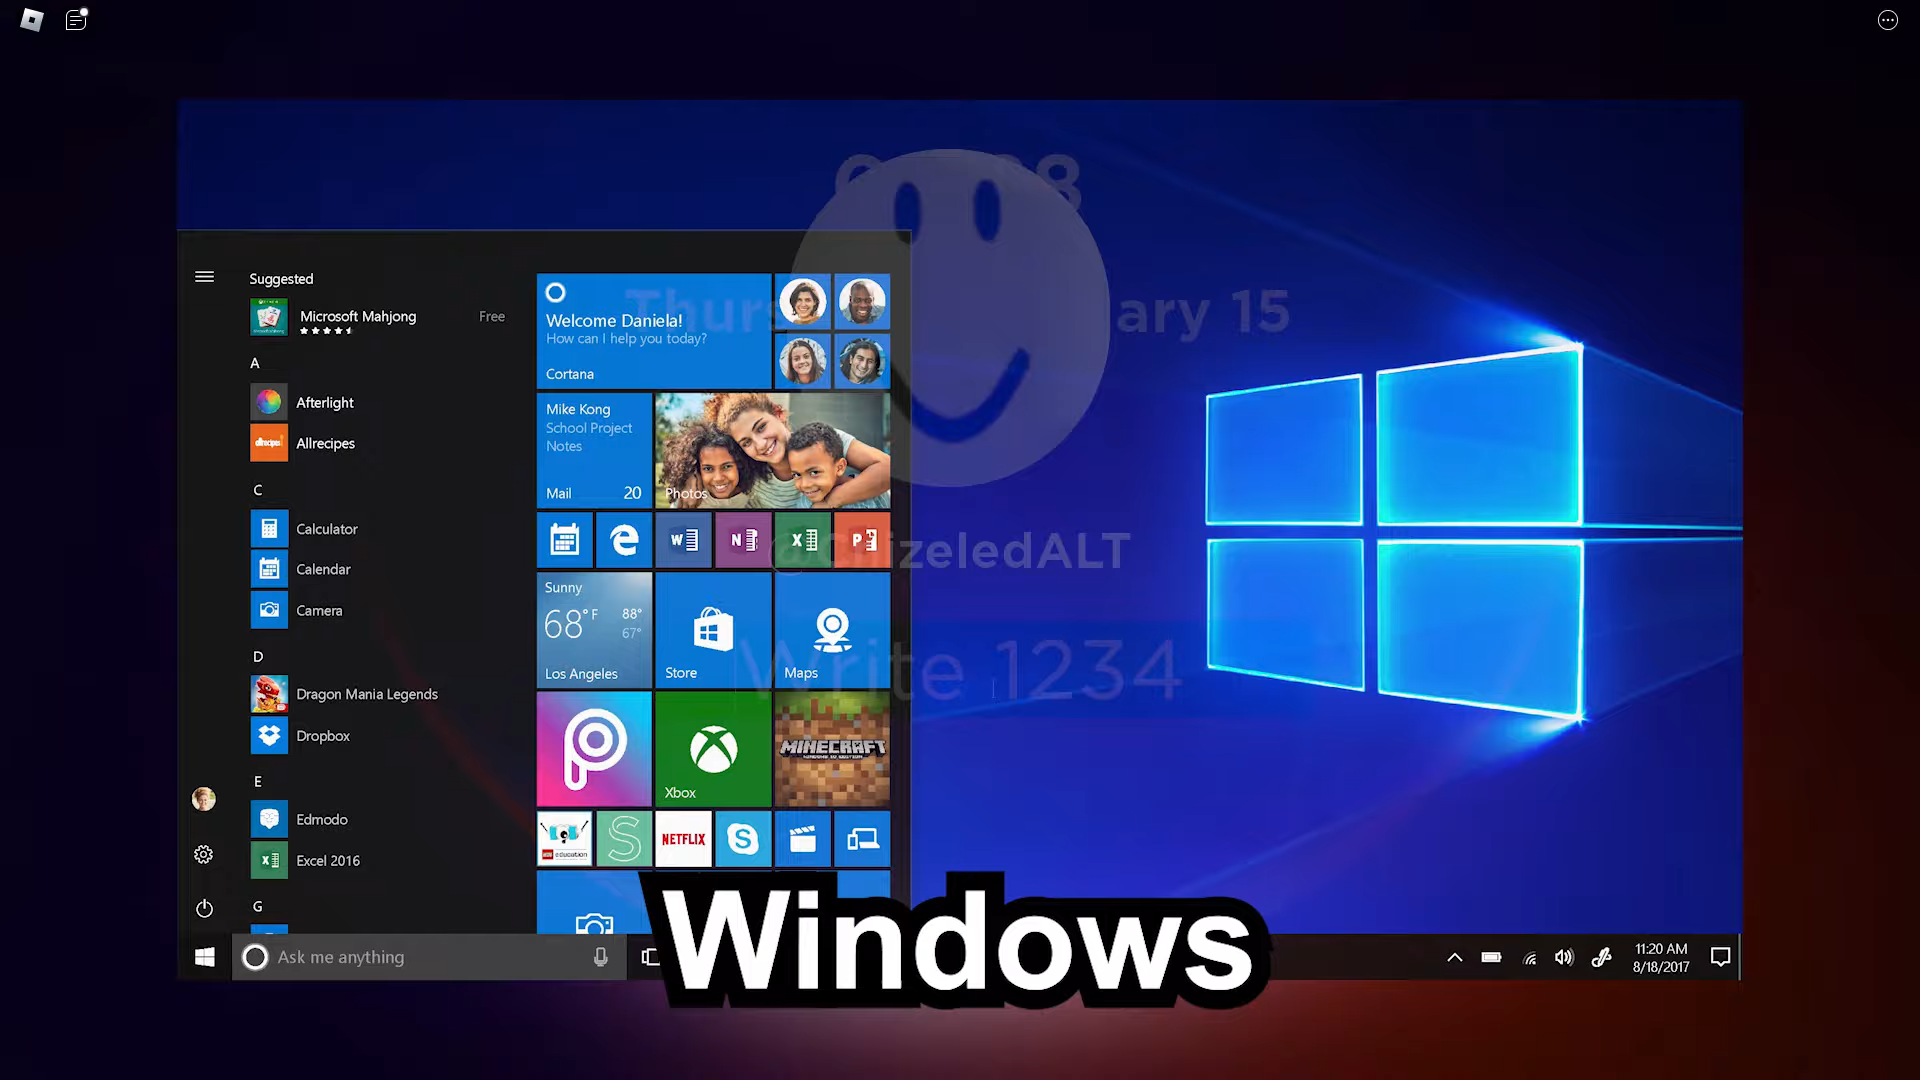 Suggested
Microsoft Mahjong
Free
A
Afterlight
allrecipes
Allrecipes
C
Calculator
Calendar
Camera
D
Dragon Mania Legends
Dropbox
E
Edmodo
Excel 2016
G
Ask me anything
Welcome Daniela!
How can I help you today?
Cortana
Mike Kong
School Project
Notes
Mail 20
Photos
W
N
X
P
Sunny
68°F
88°
67°
Los Angeles
Store
Maps
Xbox
MINECRAFT
education
NETFLIX
ary 15
zeledALT
Write 1234
Windows
11:20 AM
8/18/2017